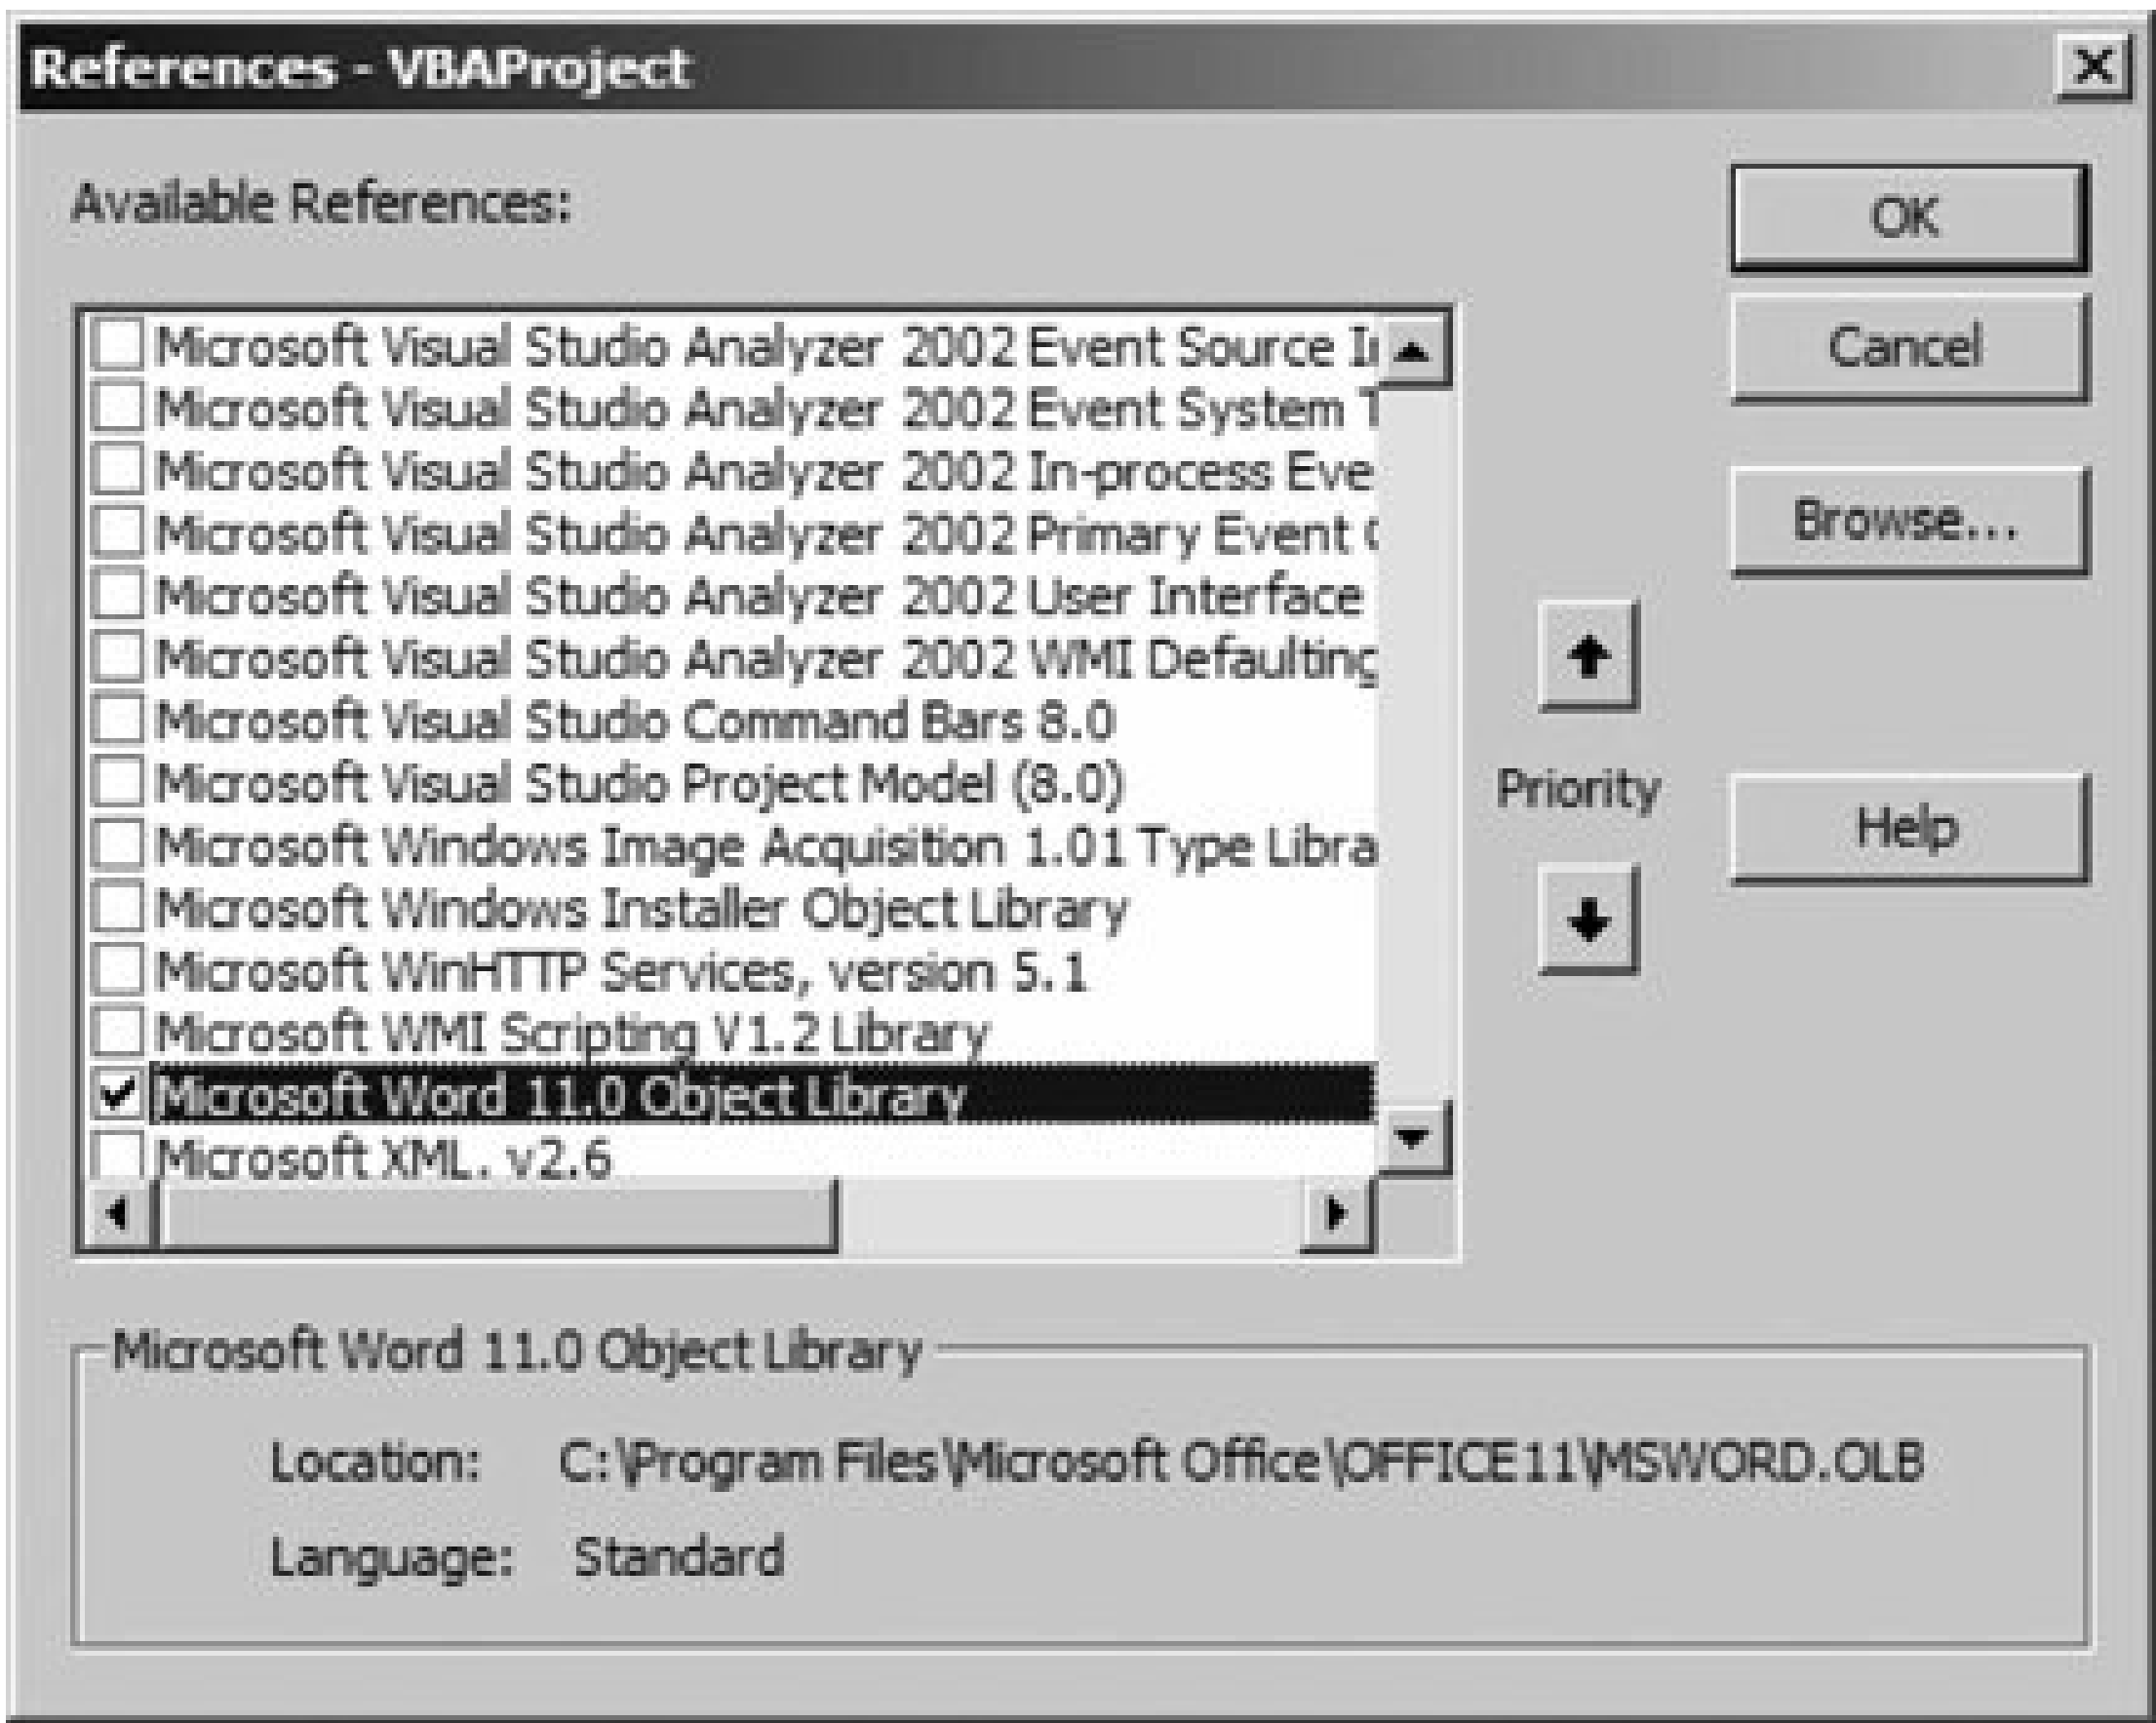 References - VBAProject
Available References:
OK
Cancel
Browse...
Priority
Help
Microsoft Visual Studio Analyzer 2002 Event Source
Microsoft Visual Studio Analyzer 2002 Event System
Microsoft Visual Studio Analyzer 2002 In-process Eve
Microsoft Visual Studio Analyzer 2002 Primary Event
Microsoft Visual Studio Analyzer 2002 User Interface
Microsoft Visual Studio Analyzer 2002 WMI Defaulting
Microsoft Visual Studio Command Bars 8.0
Microsoft Visual Studio Project Model (8.0)
Microsoft Windows Image Acquisition 1.01 Type Libra
Microsoft Windows Installer Object Library
Microsoft WinHTTP Services, version 5.1
Microsoft WMI Scripting V1.2 Library
Microsoft Word 11.0 Object Library
Microsoft XML, v2.6
Microsoft Word 11.0 Object Library
Location: C:\Program Files\Microsoft Office\OFFICE11\MSWORD.OLB
Language: Standard